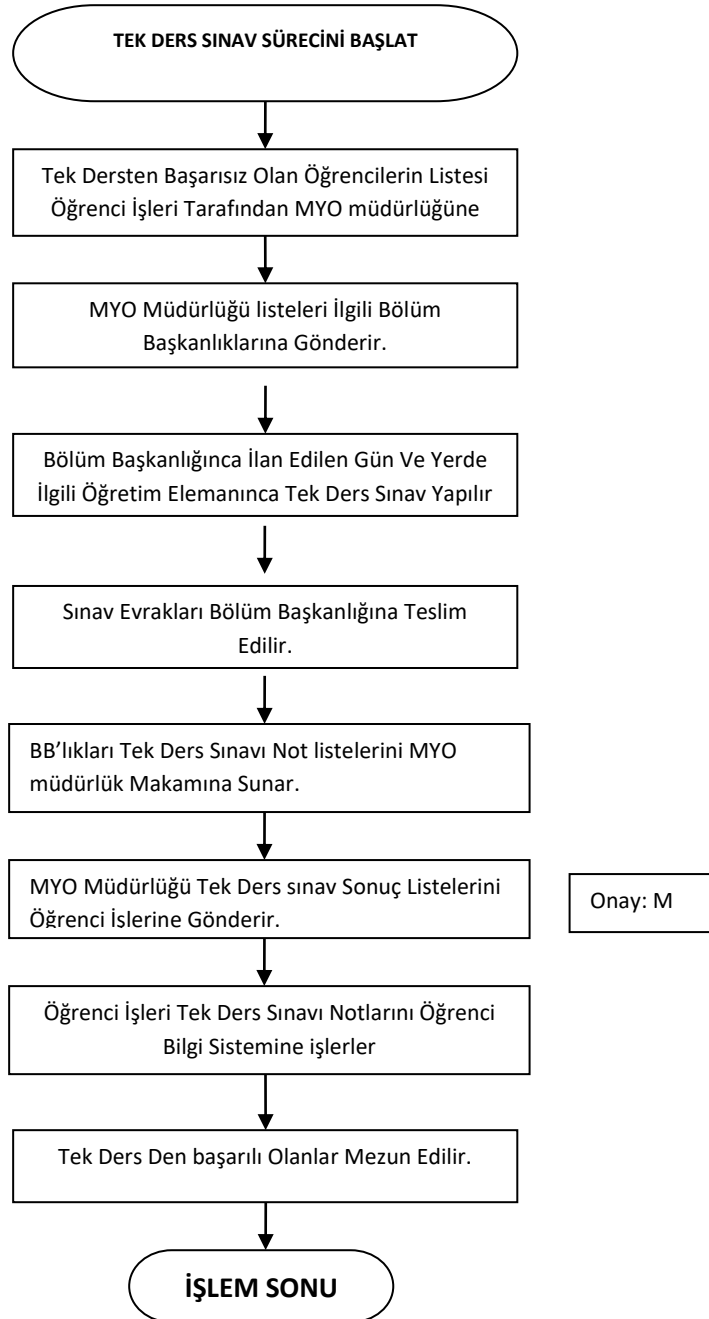 TEK DERS SINAV SÜRECİNİ BAŞLAT
Tek Dersten Başarısız Olan Öğrencilerin Listesi
Öğrenci İşleri Tarafından MYO müdürlüğüne
MYO Müdürlüğü listeleri İlgili Bölüm
Başkanlıklarına Gönderir.
Bölüm Başkanlığınca İlan Edilen Gün Ve Yerde
İlgili Öğretim Elemanınca Tek Ders Sınav Yapılır
Sınav Evrakları Bölüm Başkanlığına Teslim
Edilir.
BB’lıkları Tek Ders Sınavı Not listelerini MYO
müdürlük Makamına Sunar.
MYO Müdürlüğü Tek Ders sınav Sonuç Listelerini
Öğrenci İşlerine Gönderir.
Onay: M
Öğrenci İşleri Tek Ders Sınavı Notlarını Öğrenci
Bilgi Sistemine işlerler
Tek Ders Den başarılı Olanlar Mezun Edilir.
İŞLEM SONU